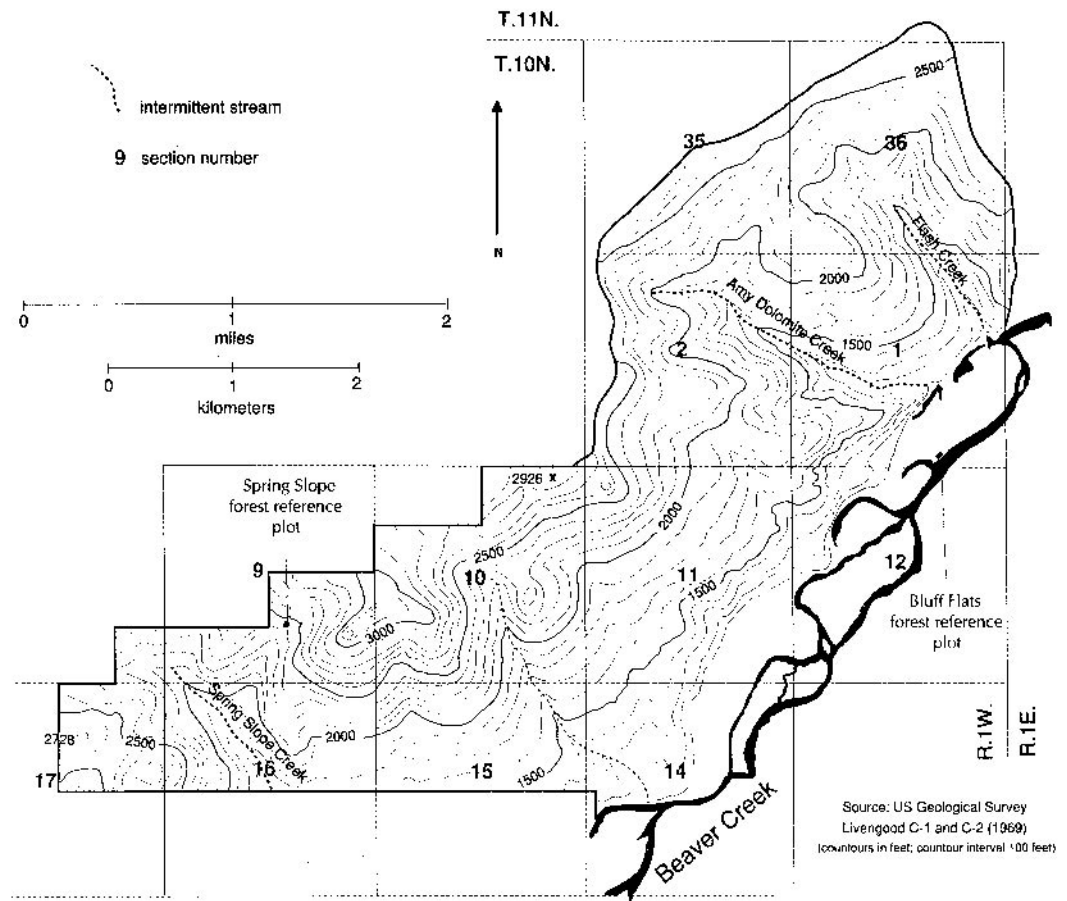 T.11N.
T.10N.
intermittent stream
9 section number
N
0 1 2
miles
0 1 2
kilometers
2500
35
36
Flash Creek
2000
Amy Dolomite Creek
1500
2
1
Spring Slope
forest reference
plot
2926 x
2000
2500
9
10
11
12
1500
3000
Bluff Flats
forest reference
plot
Spring Slope Creek
2000
2728
2500
17
16
15
1500
14
R.1W.
R.1E.
Beaver Creek
Source: US Geological Survey
Livengood C-1 and C-2 (1969)
(countours in feet; countour interval 100 feet)